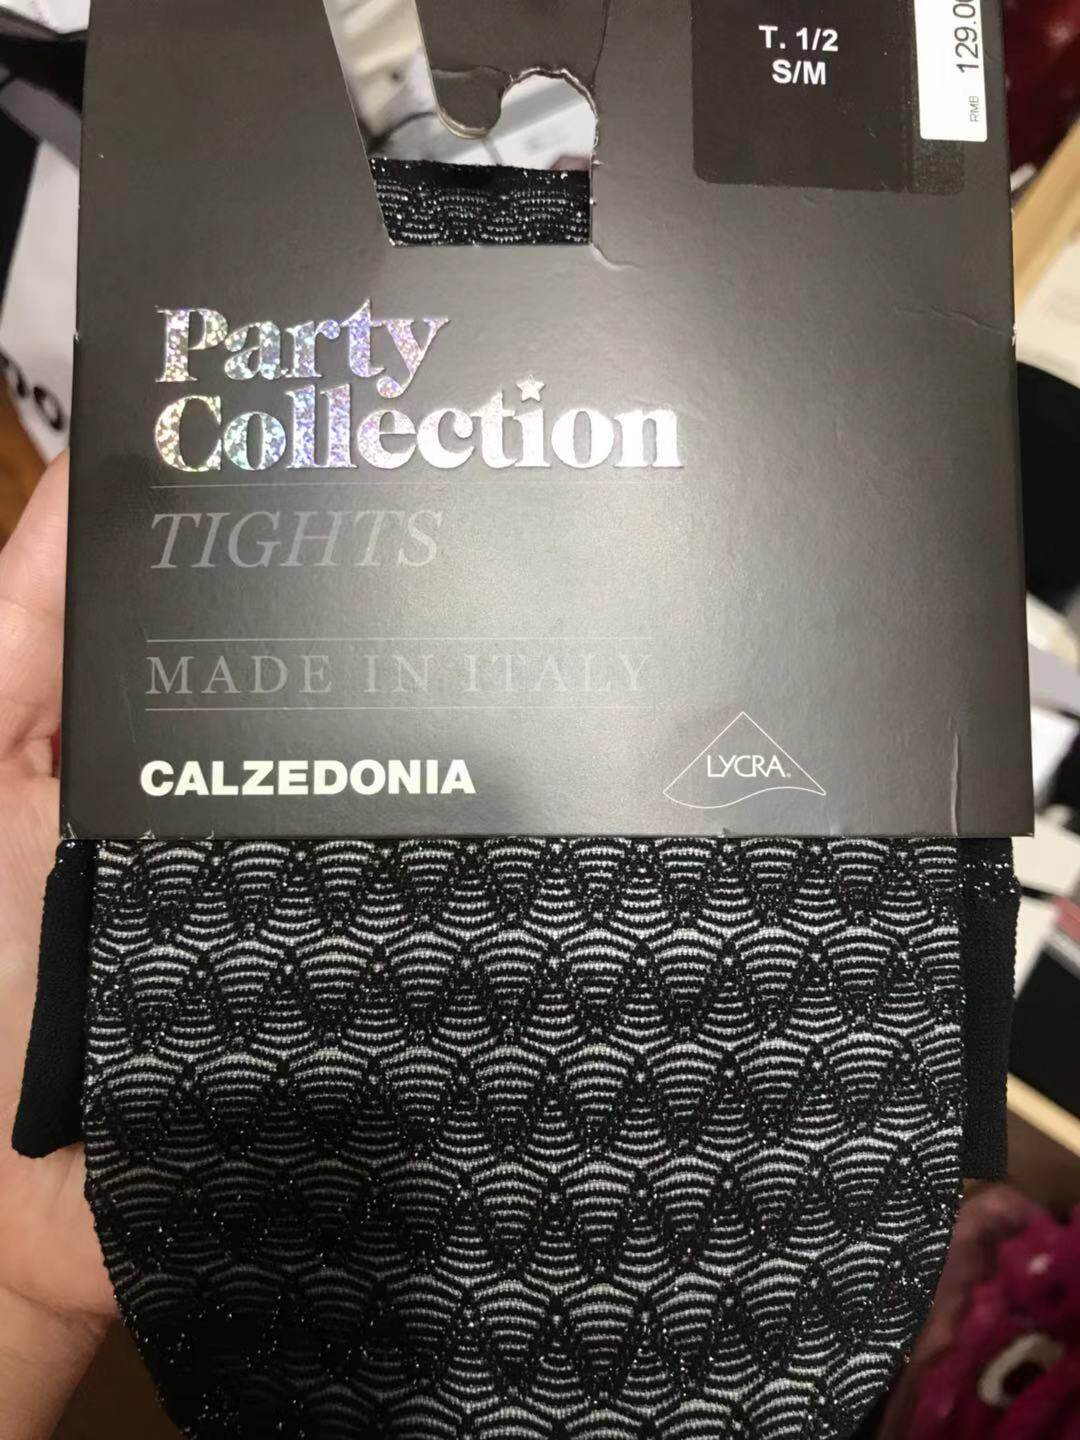 T. 1/2
S/M
RMB 129.00
Party
Collection
TIGHTS
MADE IN ITALY
CALZEDONIA
LYCRA®